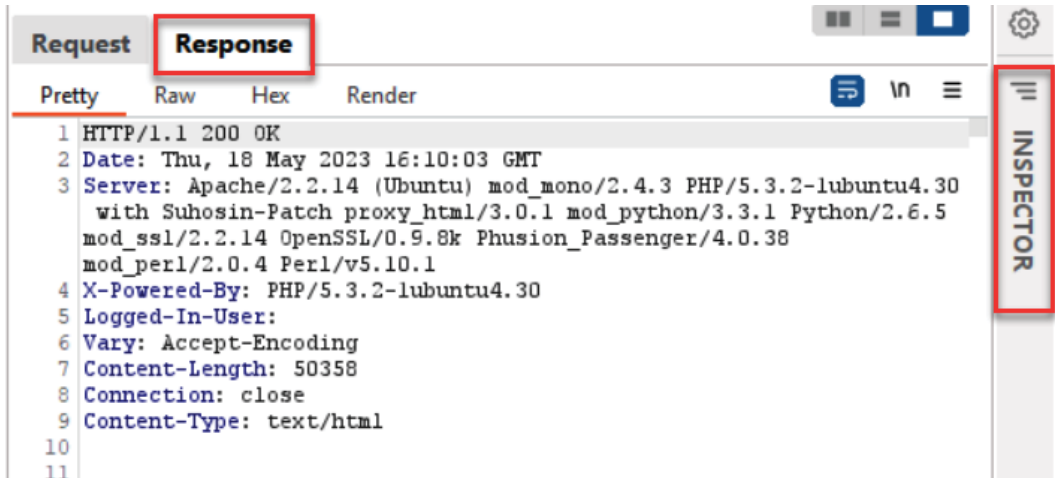 Request Response
Pretty Raw Hex Render \n
1 HTTP/1.1 200 OK
2 Date: Thu, 18 May 2023 16:10:03 GMT
3 Server: Apache/2.2.14 (Ubuntu) mod_mono/2.4.3 PHP/5.3.2-1ubuntu4.30
with Suhosin-Patch proxy_html/3.0.1 mod_python/3.3.1 Python/2.6.5
mod_ssl/2.2.14 OpenSSL/0.9.8k Phusion_Passenger/4.0.38
mod_perl/2.0.4 Perl/v5.10.1
4 X-Powered-By: PHP/5.3.2-1ubuntu4.30
5 Logged-In-User:
6 Vary: Accept-Encoding
7 Content-Length: 50358
8 Connection: close
9 Content-Type: text/html
10
11
INSPECTOR